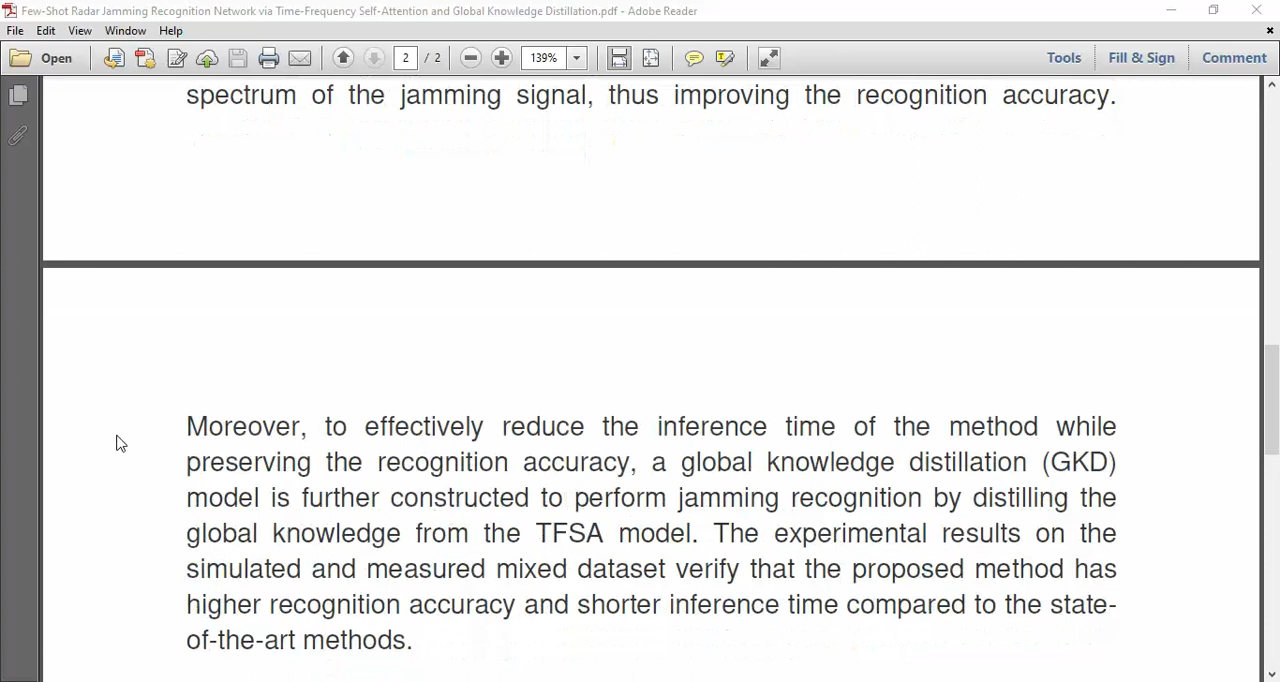 Few-Shot Radar Jamming Recognition Network via Time-Frequency Self-Attention and Global Knowledge Distillation.pdf - Adobe Reader
File Edit View Window Help
Open 2 / 2 139% Tools Fill & Sign Comment
spectrum of the jamming signal, thus improving the recognition accuracy.
Moreover, to effectively reduce the inference time of the method while
preserving the recognition accuracy, a global knowledge distillation (GKD)
model is further constructed to perform jamming recognition by distilling the
global knowledge from the TFSA model. The experimental results on the
simulated and measured mixed dataset verify that the proposed method has
higher recognition accuracy and shorter inference time compared to the state-
of-the-art methods.